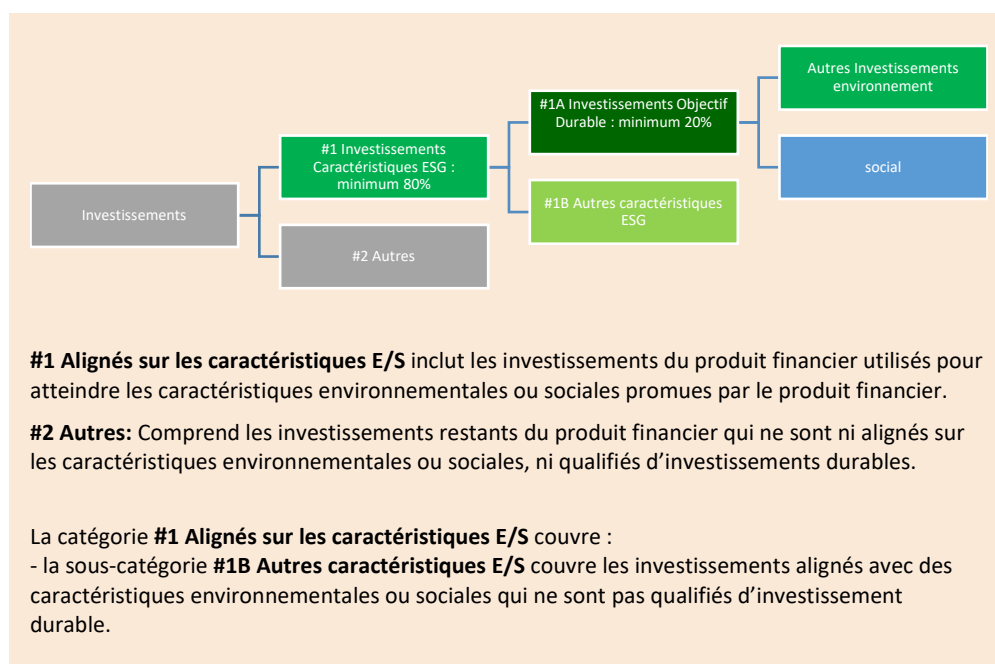 Investissements
#1 Investissements
Caractéristiques ESG :
minimum 80%
#2 Autres
#1A Investissements Objectif
Durable : minimum 20%
#1B Autres caractéristiques
ESG
Autres Investissements
environnement
social
#1 Alignés sur les caractéristiques E/S inclut les investissements du produit financier utilisés pour
atteindre les caractéristiques environnementales ou sociales promues par le produit financier.
#2 Autres: Comprend les investissements restants du produit financier qui ne sont ni alignés sur
les caractéristiques environnementales ou sociales, ni qualifiés d’investissements durables.
La catégorie #1 Alignés sur les caractéristiques E/S couvre :
- la sous-catégorie #1B Autres caractéristiques E/S couvre les investissements alignés avec des
caractéristiques environnementales ou sociales qui ne sont pas qualifiés d’investissement
durable.